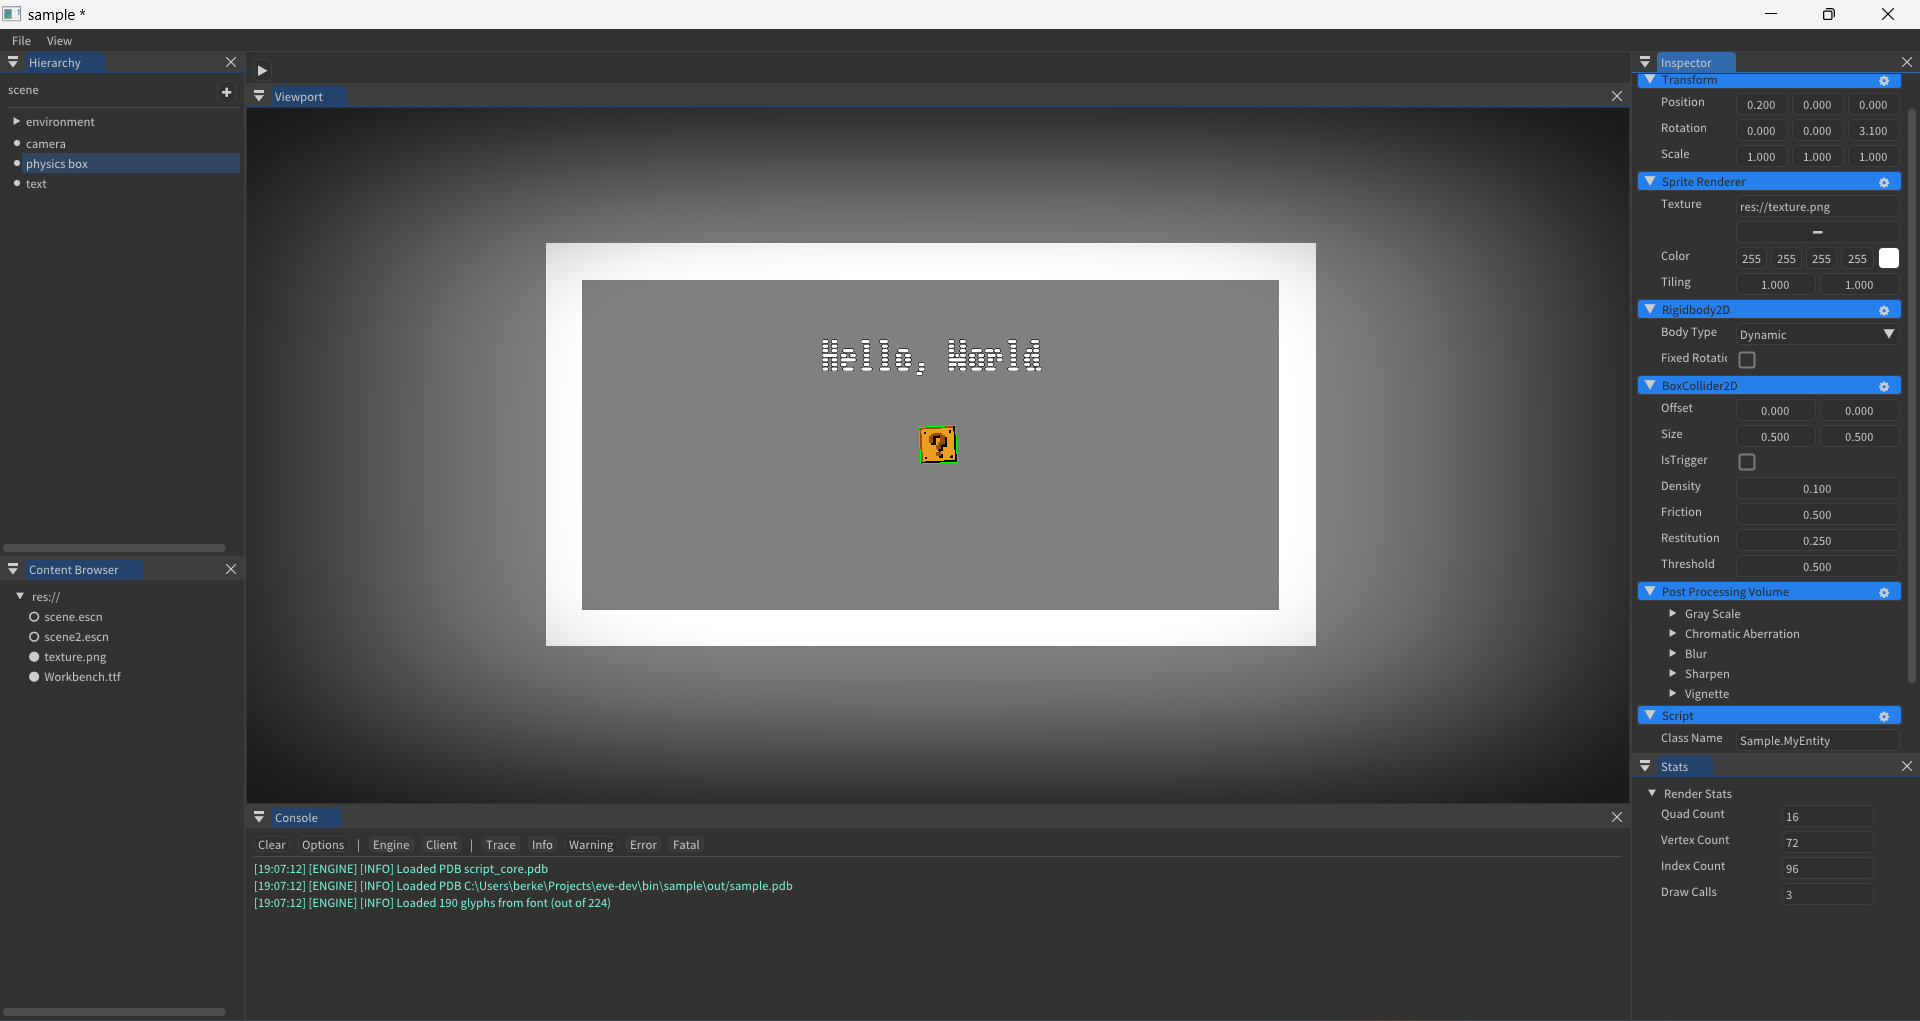 sample *
File View
Hierarchy
scene
environment
camera
physics box
text
Content Browser
res://
scene.escn
scene2.escn
texture.png
Workbench.ttf
Viewport
Hello, World
?
Console
Clear Options | Engine Client | Trace Info Warning Error Fatal
[19:07:12] [ENGINE] [INFO] Loaded PDB script_core.pdb
[19:07:12] [ENGINE] [INFO] Loaded PDB C:\Users\berke\Projects\eve-dev\bin\sample\out/sample.pdb
[19:07:12] [ENGINE] [INFO] Loaded 190 glyphs from font (out of 224)
Inspector
Transform
Position 0.200 0.000 0.000
Rotation 0.000 0.000 3.100
Scale 1.000 1.000 1.000
Sprite Renderer
Texture res://texture.png
Color 255 255 255 255
Tiling 1.000 1.000
Rigidbody2D
Body Type Dynamic
Fixed Rotatic
BoxCollider2D
Offset 0.000 0.000
Size 0.500 0.500
IsTrigger
Density 0.100
Friction 0.500
Restitution 0.250
Threshold 0.500
Post Processing Volume
Gray Scale
Chromatic Aberration
Blur
Sharpen
Vignette
Script
Class Name Sample.MyEntity
Stats
Render Stats
Quad Count 16
Vertex Count 72
Index Count 96
Draw Calls 3